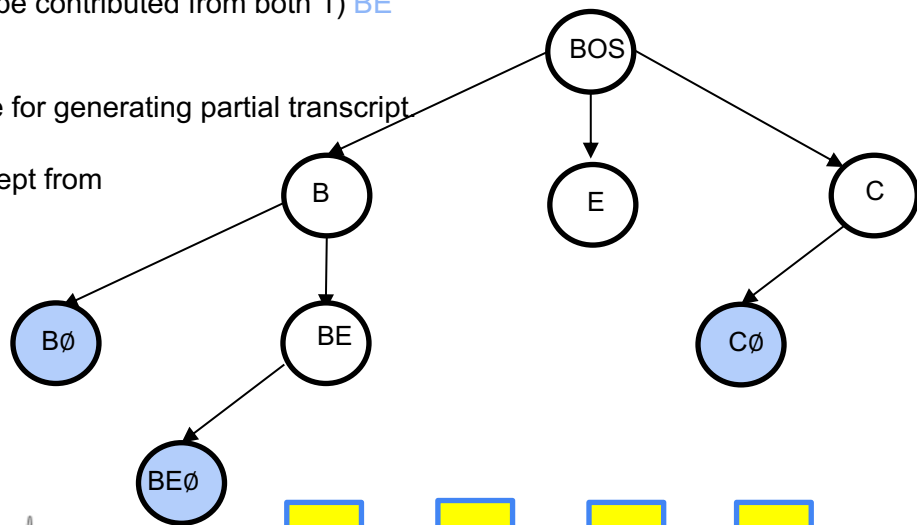 be contributed from both 1) BE
BOS
e for generating partial transcript.
ept from
B
E
C
Bø
BE
Cø
BEø